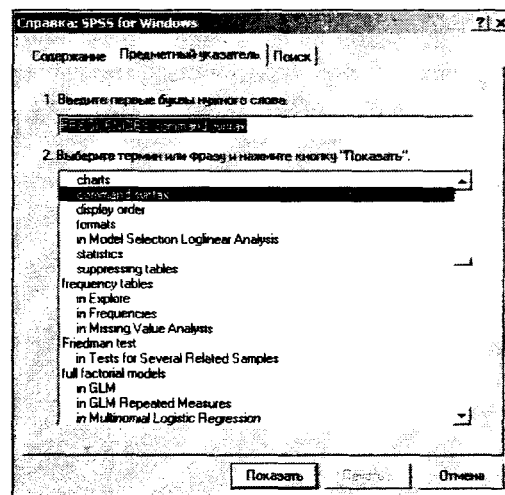 Справка: SPSS for Windows
Содержание Предметный указатель Поиск
1. Введите первые буквы нужного слова.
2. Выберите термин или фразу и нажмите кнопку "Показать".
charts
command syntax
display order
formats
in Model Selection Loglinear Analysis
statistics
suppressing tables
frequency tables
in Explore
in Frequencies
in Missing Value Analysis
Friedman test
in Tests for Several Related Samples
full factorial models
in GLM
in GLM Repeated Measures
in Multinomial Logistic Regression
Показать Печать Отмена